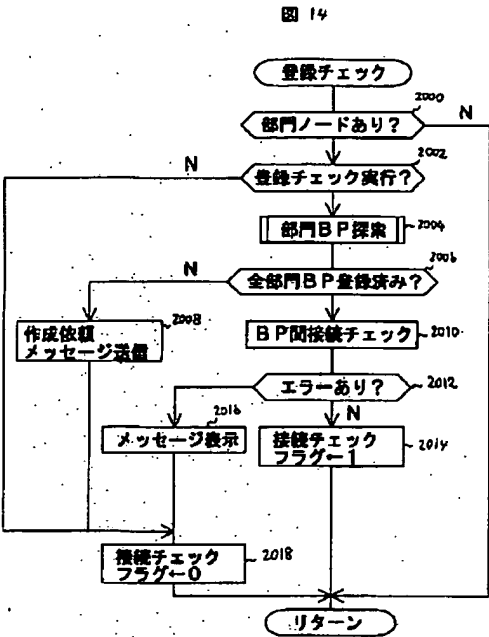 図 14
登録チェック
2000
部門ノードあり?
N
2002
登録チェック実行?
N
部門BP探索
2004
2006
全部門BP登録済み?
N
2008
作成依頼
メッセージ送信
BP間接続チェック
2010
エラーあり?
2012
2016
メッセージ表示
N
接続チェック
フラグ←1
2014
接続チェック
フラグ←0
2018
リターン